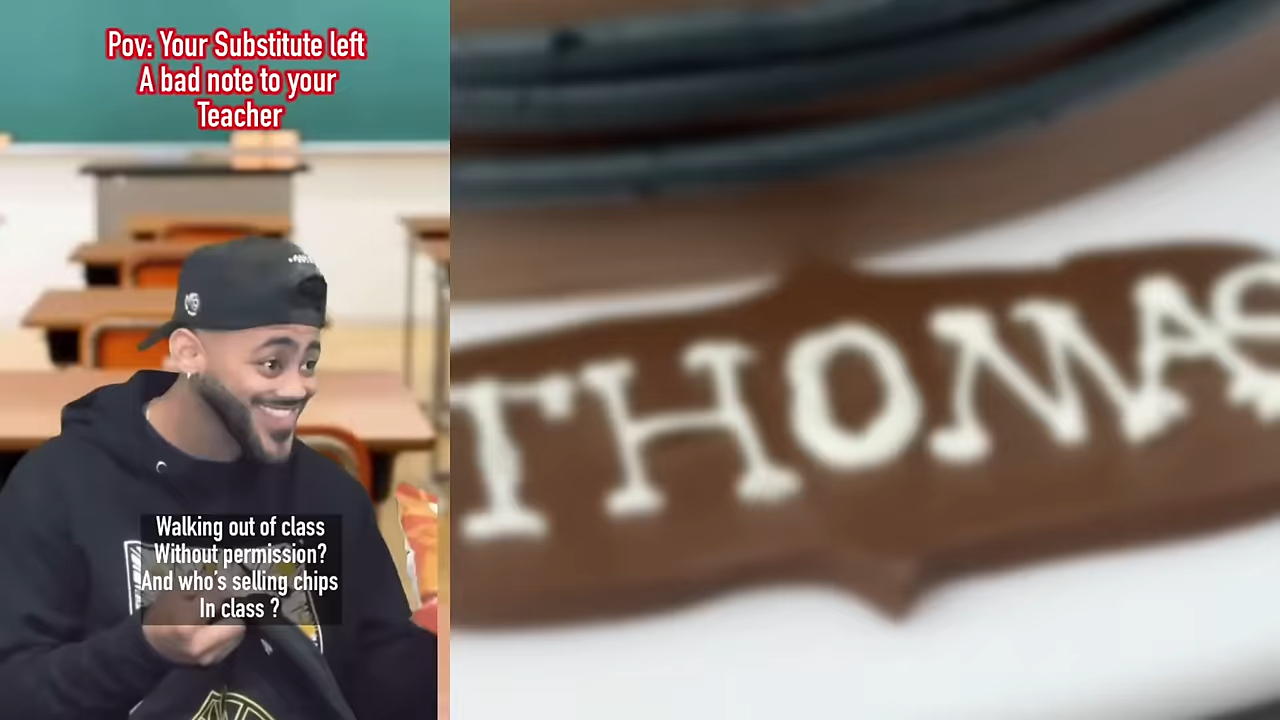 Pov: Your Substitute left
A bad note to your
Teacher
Walking out of class
Without permission?
And who's selling chips
In class ?
THOMAS